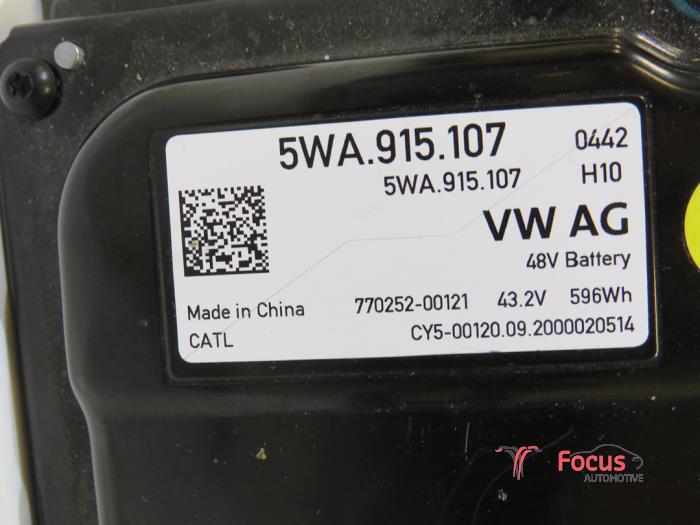 5WA.915.107 0442
5WA.915.107 H10
VW AG
48V Battery
Made in China 770252-00121 43.2V 596Wh
CATL CY5-00120.09.2000020514
Focus
AUTOMOTIVE